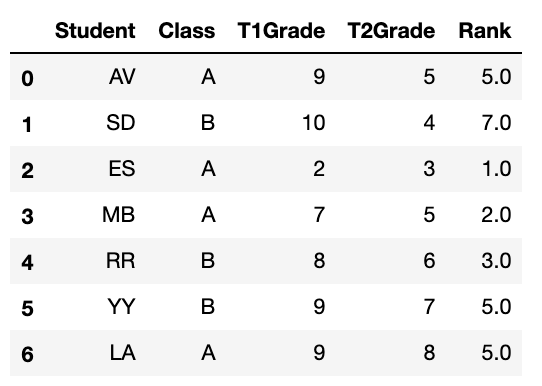 Student Class T1Grade T2Grade Rank
0 AV A 9 5 5.0
1 SD B 10 4 7.0
2 ES A 2 3 1.0
3 MB A 7 5 2.0
4 RR B 8 6 3.0
5 YY B 9 7 5.0
6 LA A 9 8 5.0